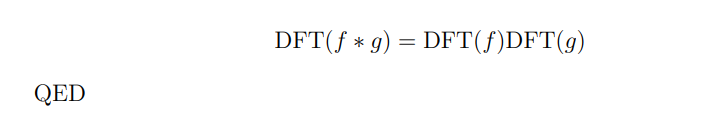 DFT(f ∗ g) = DFT(f)DFT(g)
QED